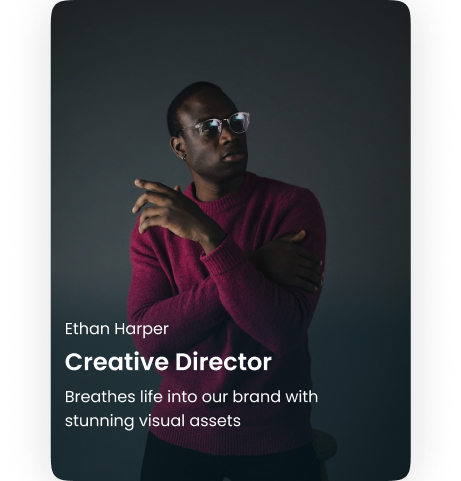 Ethan Harper
Creative Director
Breathes life into our brand with
stunning visual assets